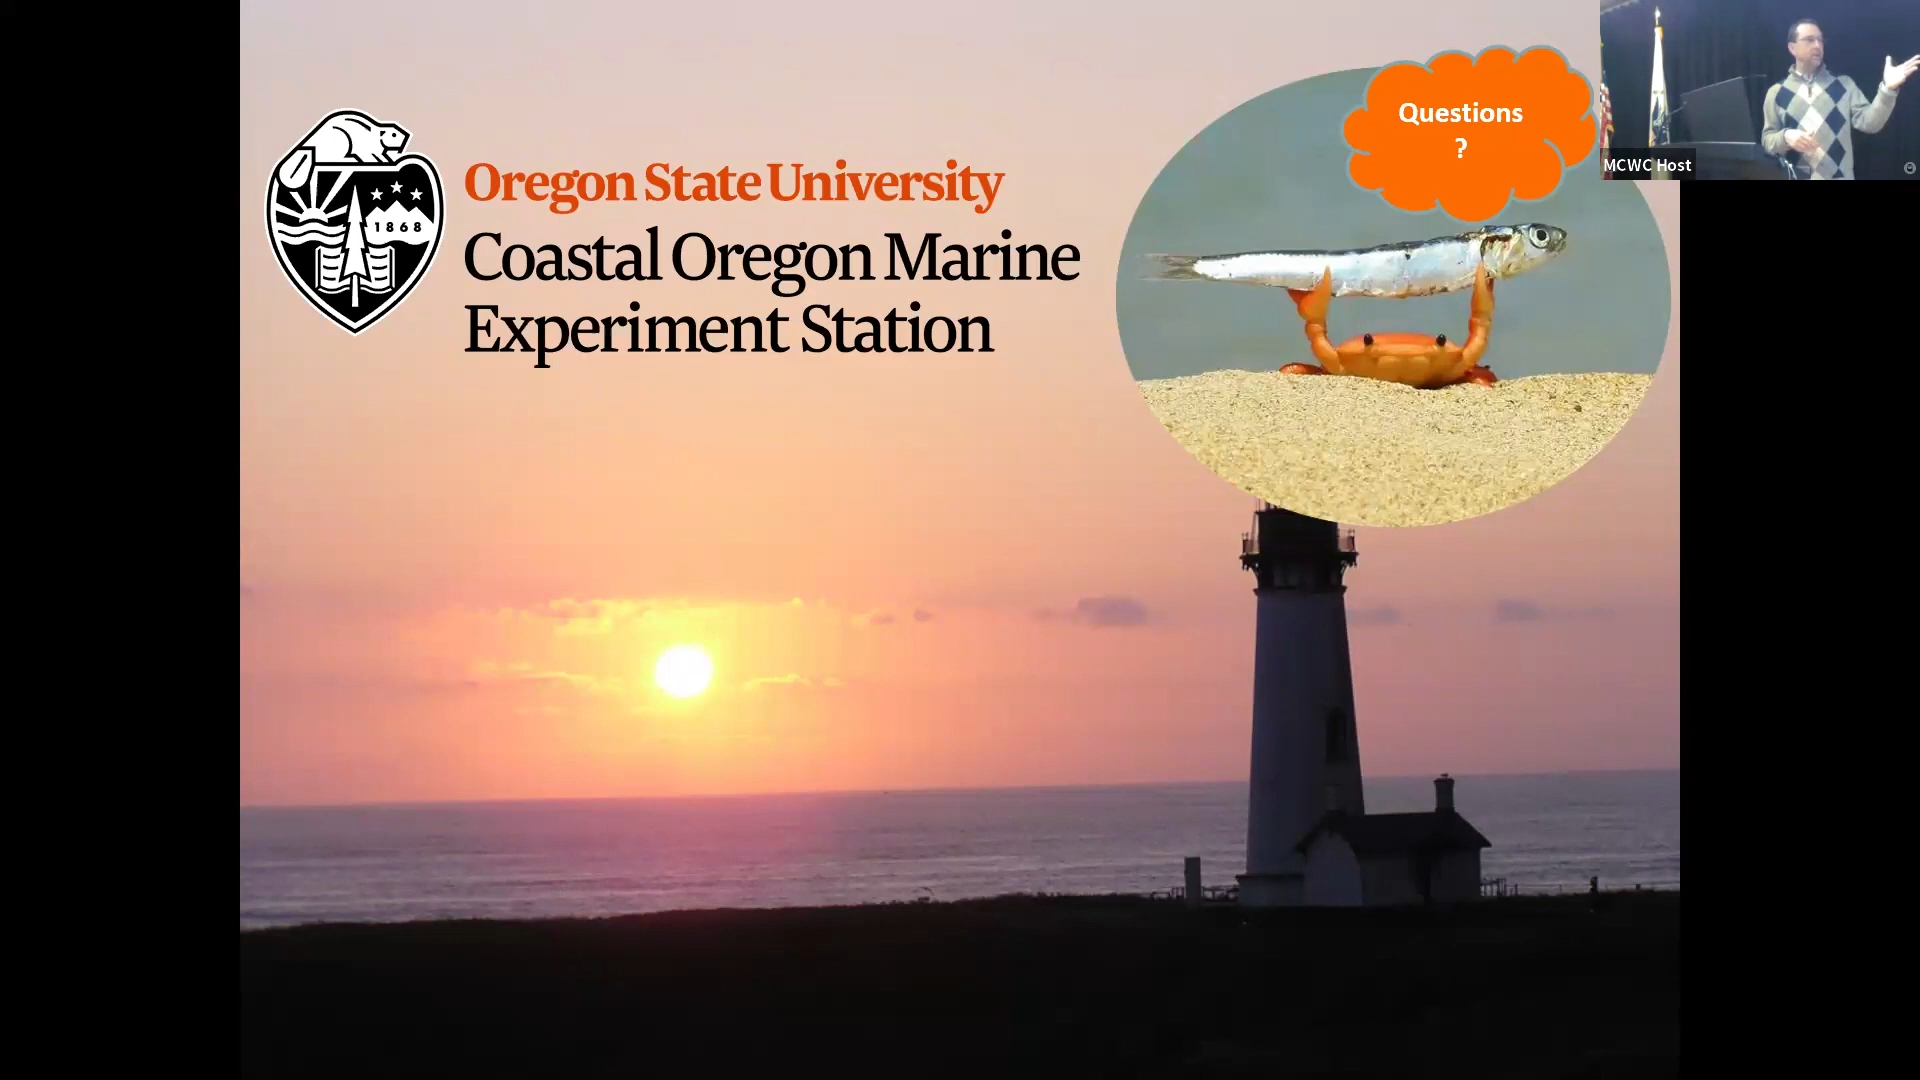 Oregon State University
Coastal Oregon Marine
Experiment Station
1868
Questions
?
MCWC Host